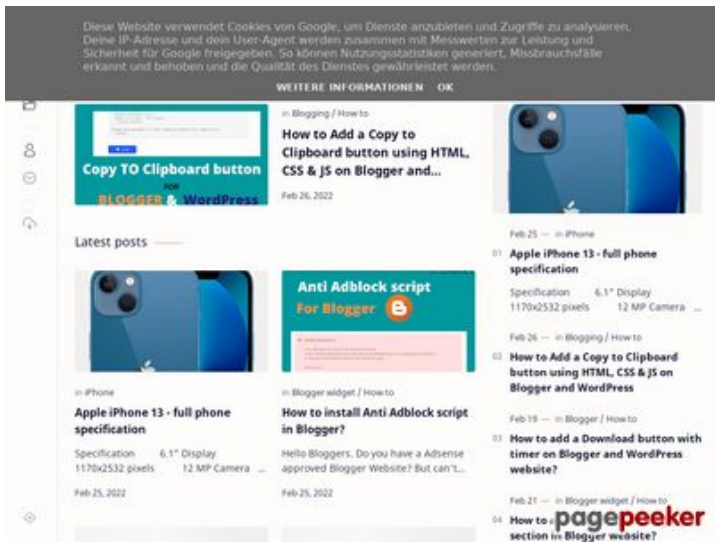 Diese Website verwendet Cookies von Google, um Dienste anzubieten und Zugriffe zu analysieren.
Deine IP-Adresse und dein User-Agent werden zusammen mit Messwerten zur Leistung und
Sicherheit für Google freigegeben. So können Nutzungsstatistiken generiert, Missbrauchsfälle
erkannt und behoben und die Qualität des Dienstes gewährleistet werden.
WEITERE INFORMATIONEN OK
Copy TO Clipboard button
FOR
BLOGGER & WordPress
in Blogging / How to
How to Add a Copy to
Clipboard button using HTML,
CSS & JS on Blogger and...
Feb 26, 2022
Latest posts
in iPhone
Apple iPhone 13 - full phone
specification
Specification 6.1" Display
1170x2532 pixels 12 MP Camera ...
Feb 25, 2022
Anti Adblock script
For Blogger
in Blogger widget / How to
How to install Anti Adblock script
in Blogger?
Hello Bloggers. Do you have a Adsense
approved Blogger Website? But can't...
Feb 25, 2022
Feb 25 — in iPhone
01 Apple iPhone 13 - full phone
specification
Specification 6.1" Display
1170x2532 pixels 12 MP Camera ...
Feb 26 — in Blogging / How to
02 How to Add a Copy to Clipboard
button using HTML, CSS & JS on
Blogger and WordPress
Feb 19 — in Blogger / How to
03 How to add a Download button with
timer on Blogger and WordPress
website?
Feb 21 — in Blogger widget / How to
04 How to
section in Blogger website?
pagepeeker